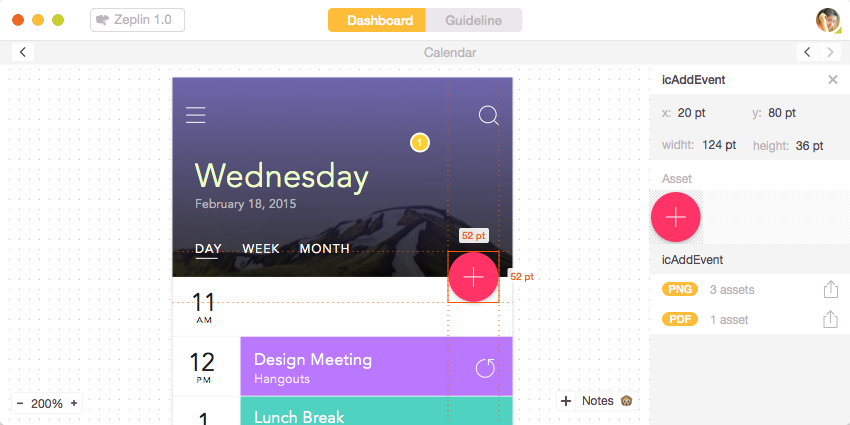 Zeplin 1.0
Dashboard
Guideline
Calendar
Wednesday
February 18, 2015
DAY WEEK MONTH
1
52 pt
52 pt
11
AM
12
PM
Design Meeting
Hangouts
1
Lunch Break
− 200% +
+ Notes
icAddEvent
x: 20 pt y: 80 pt
widht: 124 pt height: 36 pt
Asset
icAddEvent
PNG 3 assets
PDF 1 asset